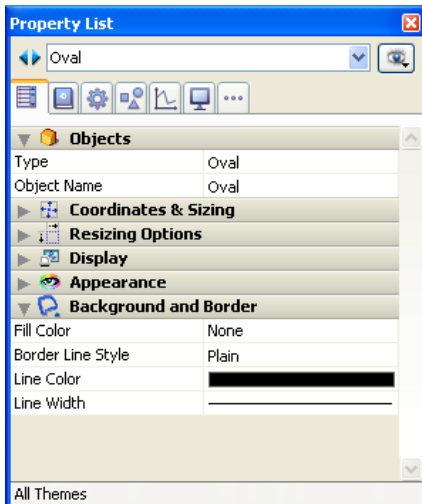 Property List
Oval
Objects
Type Oval
Object Name Oval
Coordinates & Sizing
Resizing Options
Display
Appearance
Background and Border
Fill Color None
Border Line Style Plain
Line Color
Line Width
All Themes